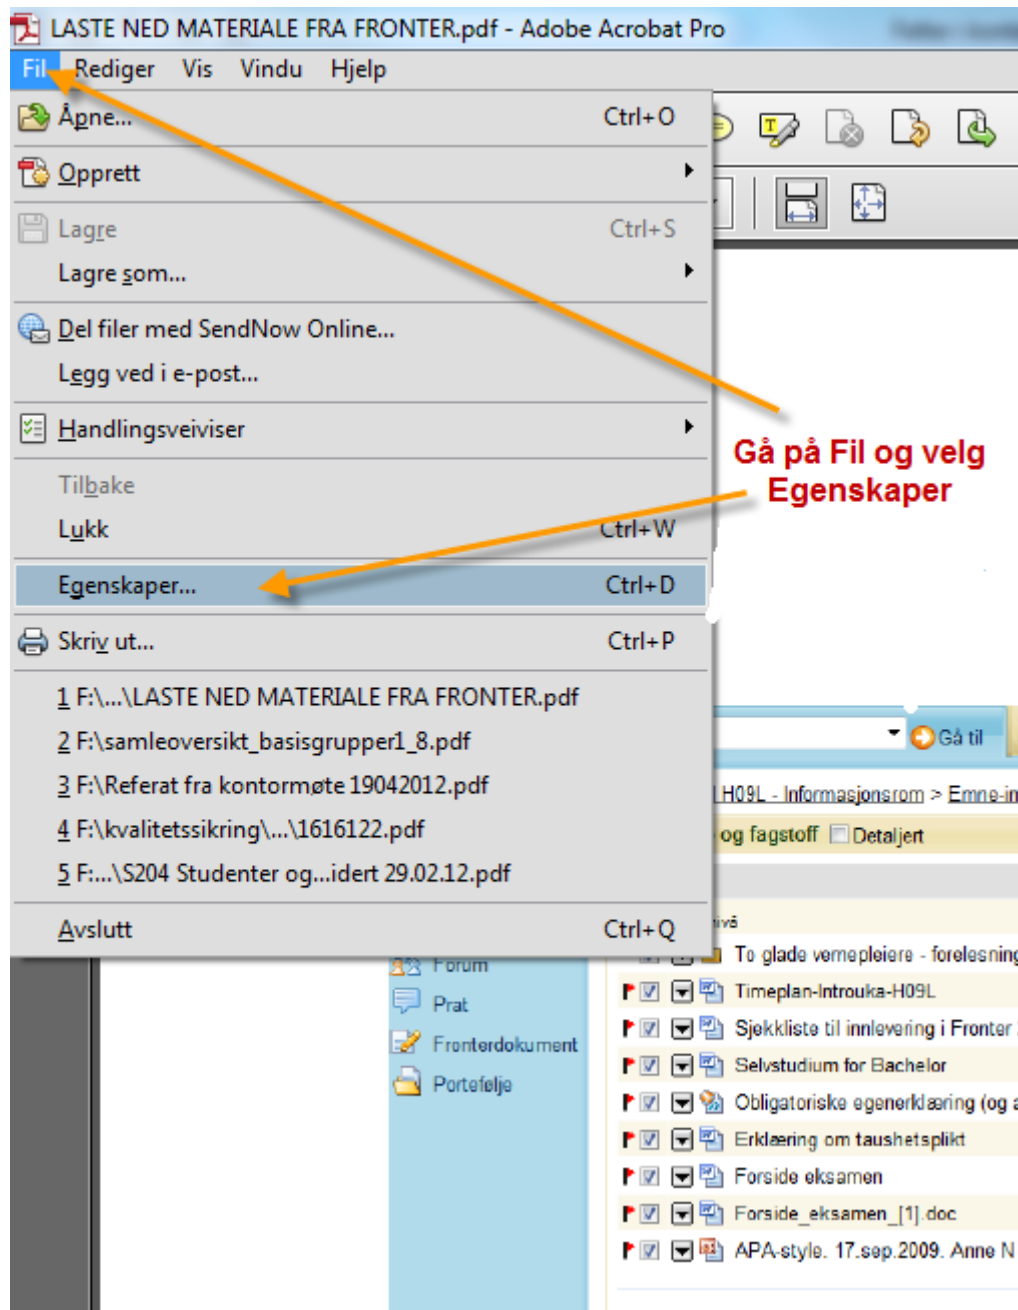 LASTE NED MATERIALE FRA FRONTER.pdf - Adobe Acrobat Pro
Fil Rediger Vis Vindu Hjelp
Åpne... Ctrl+O
Opprett
Lagre Ctrl+S
Lagre som...
Del filer med SendNow Online...
Legg ved i e-post...
Handlingsveiviser
Gå på Fil og velg
Egenskaper
Tilbake
Lukk Ctrl+W
Egenskaper... Ctrl+D
Skriv ut... Ctrl+P
1 F:\...\LASTE NED MATERIALE FRA FRONTER.pdf
2 F:\samleoversikt_basisgrupper1_8.pdf
3 F:\Referat fra kontormøte 19042012.pdf
4 F:\kvalitetssikring\...\1616122.pdf
5 F:...\S204 Studenter og...idert 29.02.12.pdf
Avslutt Ctrl+Q
Gå til
H09L - Informasjonsrom > Emne-in
og fagstoff Detaljert
ivå
To glade vernepleiere - forelesning
Timeplan-Introuka-H09L
Sjekkliste til innlevering i Fronter
Selvstudium for Bachelor
Obligatoriske egenerklæring (og a
Erklæring om taushetsplikt
Forside eksamen
Forside_eksamen_[1].doc
APA-style. 17.sep.2009. Anne N
Forum
Prat
Fronterdokument
Portefølje